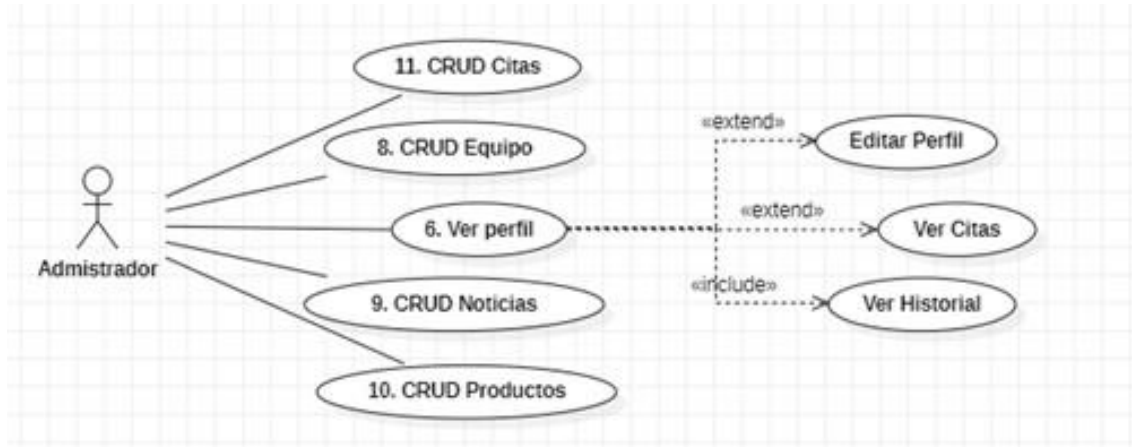 11. CRUD Citas
8. CRUD Equipo
«extend»
Editar Perfil
«extend»
6. Ver perfil
Ver Citas
Admistrador
«include»
9. CRUD Noticias
Ver Historial
10. CRUD Productos